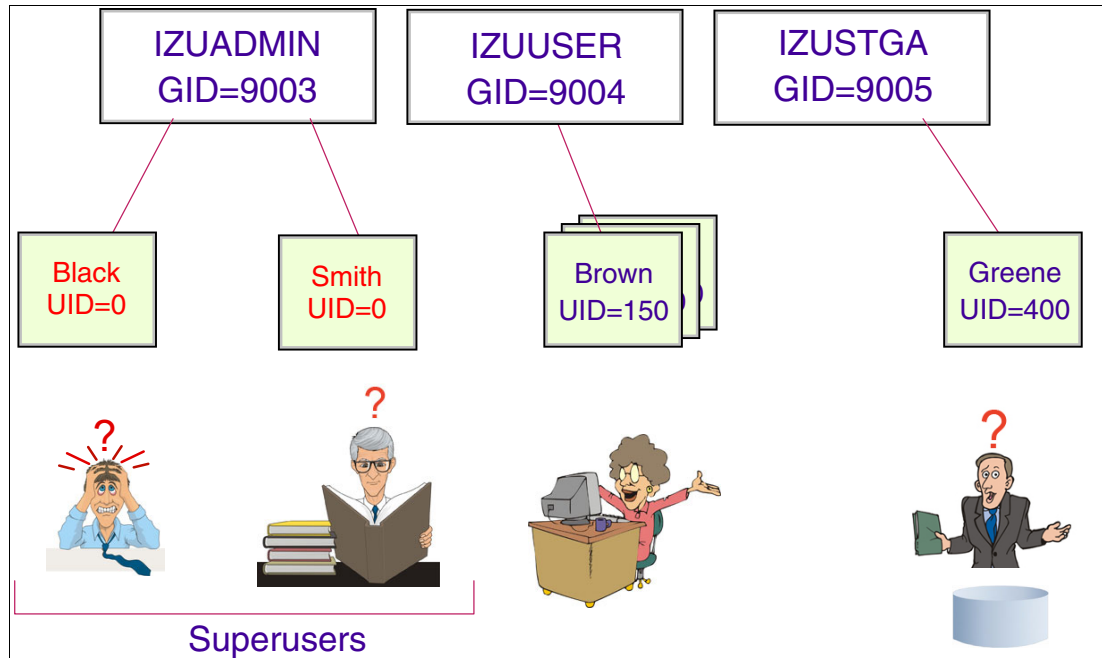 IZUADMIN
GID=9003
IZUUSER
GID=9004
IZUSTGA
GID=9005
Black
UID=0
Smith
UID=0
Brown
UID=150
Greene
UID=400
?
?
?
Superusers